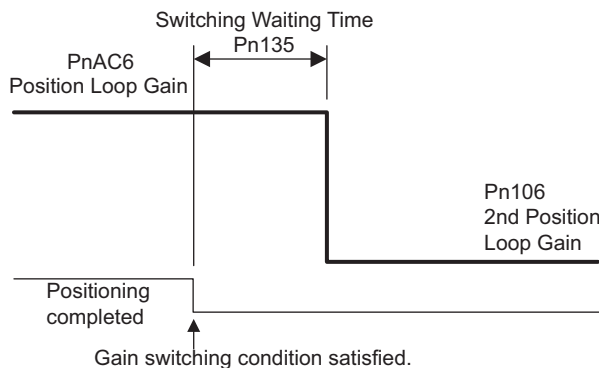 Switching Waiting Time
Pn135
PnAC6
Position Loop Gain
Pn106
2nd Position
Loop Gain
Positioning
completed
Gain switching condition satisfied.